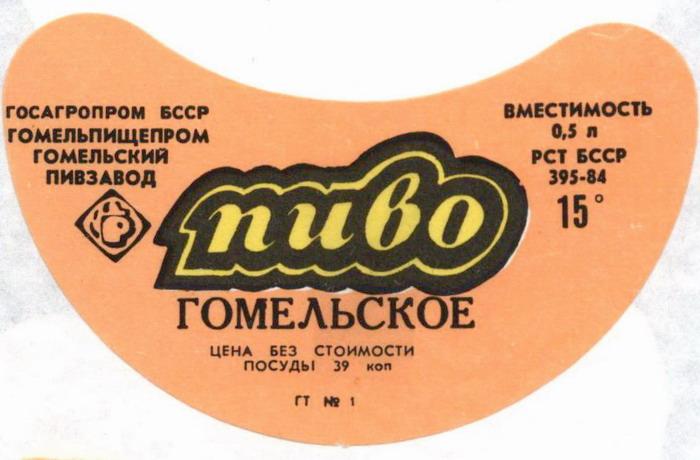 ГОСАГРОПРОМ БССР
ГОМЕЛЬПИЩЕПРОМ
ГОМЕЛЬСКИЙ
ПИВЗАВОД
ВМЕСТИМОСТЬ
0,5 л
РСТ БССР
395-84
15°
пиво
ГОМЕЛЬСКОЕ
ЦЕНА БЕЗ СТОИМОСТИ
ПОСУДЫ 39 коп
ГТ № 1